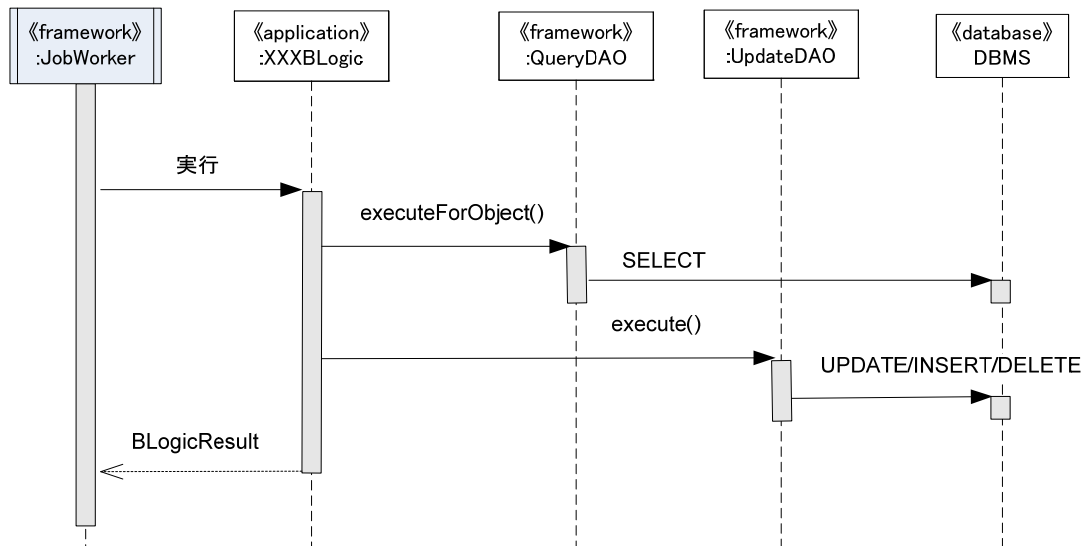 《framework》
:JobWorker
《application》
:XXXBLogic
《framework》
:QueryDAO
《framework》
:UpdateDAO
《database》
DBMS
実行
executeForObject()
SELECT
execute()
UPDATE/INSERT/DELETE
BLogicResult